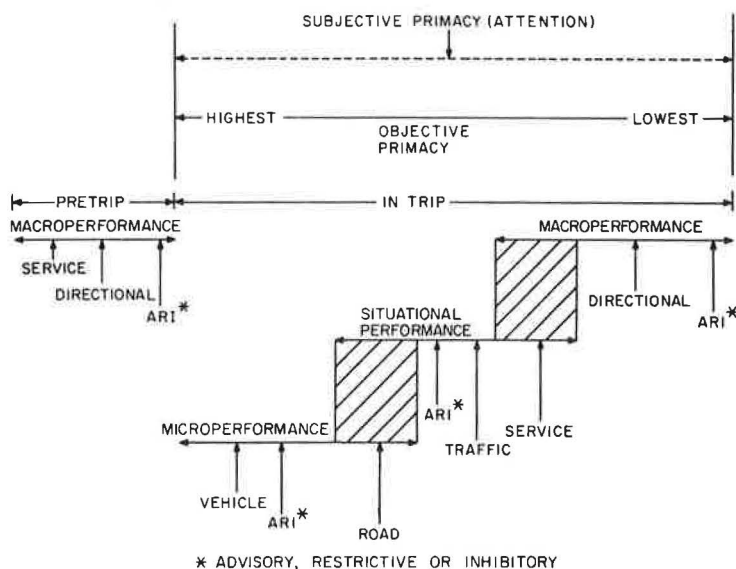 SUBJECTIVE PRIMACY (ATTENTION)
HIGHEST
LOWEST
OBJECTIVE
PRIMACY
PRETRIP
IN TRIP
MACROPERFORMANCE
MACROPERFORMANCE
SERVICE
DIRECTIONAL
ARI*
DIRECTIONAL
ARI*
SITUATIONAL
PERFORMANCE
ARI*
TRAFFIC
SERVICE
MICROPERFORMANCE
VEHICLE
ARI*
ROAD
* ADVISORY, RESTRICTIVE OR INHIBITORY